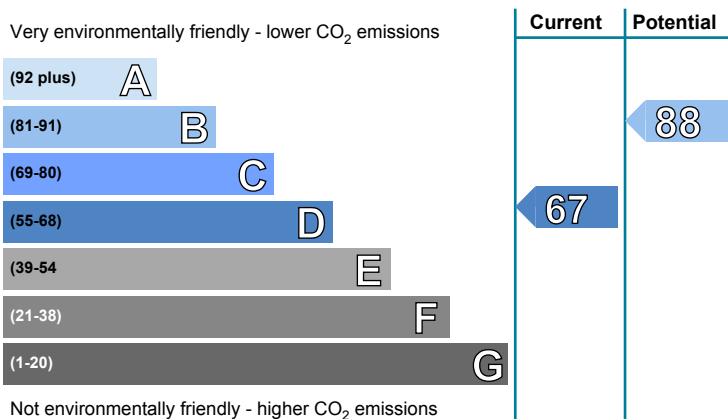 Very environmentally friendly - lower CO2 emissions
Current
Potential
(92 plus) A
(81-91) B
88
(69-80) C
(55-68) D
67
(39-54 E
(21-38) F
(1-20) G
Not environmentally friendly - higher CO2 emissions